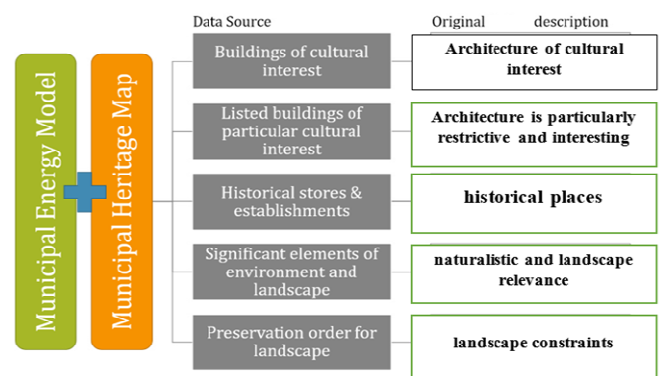 Data Source
Original description
Municipal Energy Model
Municipal Heritage Map
Buildings of cultural
interest
Architecture of cultural
interest
Listed buildings of
particular cultural
interest
Architecture is particularly
restrictive and interesting
Historical stores &
establishments
historical places
Significant elements of
environment and
landscape
naturalistic and landscape
relevance
Preservation order for
landscape
landscape constraints